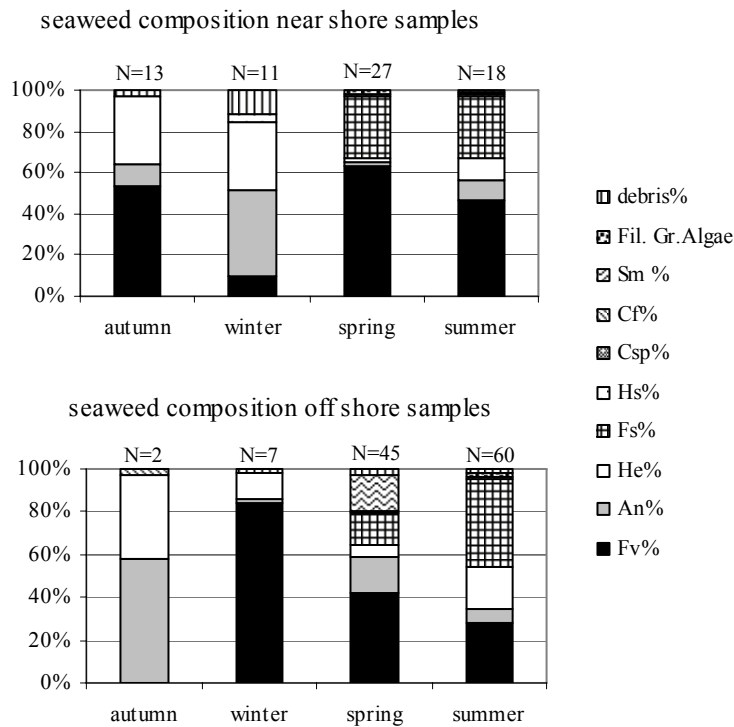 seaweed composition near shore samples
N=13 N=11 N=27 N=18
100%
80%
60%
40%
20%
0%
autumn winter spring summer
seaweed composition off shore samples
N=2 N=7 N=45 N=60
100%
80%
60%
40%
20%
0%
autumn winter spring summer
debris%
Fil. Gr.Algae
Sm %
Cf%
Csp%
Hs%
Fs%
He%
An%
Fv%